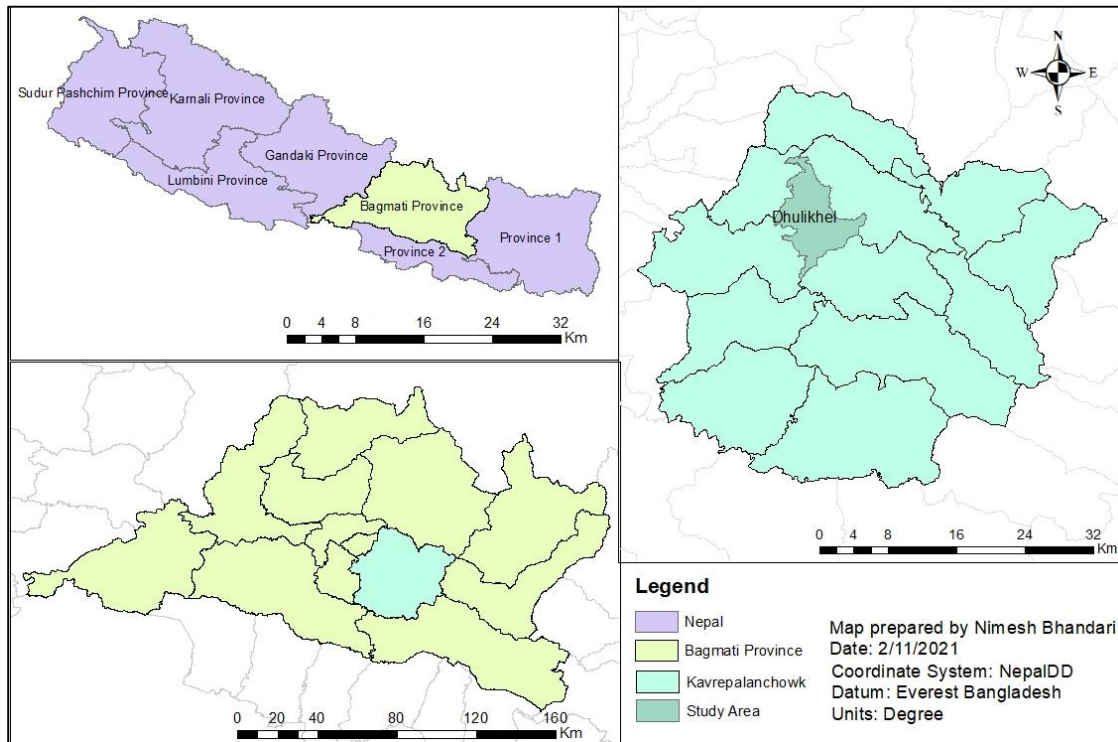 Sudur Pashchim Province
Karnali Province
Gandaki Province
Lumbini Province
Bagmati Province
Province 1
Province 2
0 4 8 16 24 32
Km
N
W E
S
Dhulikhel
0 4 8 16 24 32
Km
0 20 40 80 120 160
Km
Legend
Nepal
Bagmati Province
Kavrepalanchowk
Study Area
Map prepared by Nimesh Bhandari
Date: 2/11/2021
Coordinate System: NepalDD
Datum: Everest Bangladesh
Units: Degree